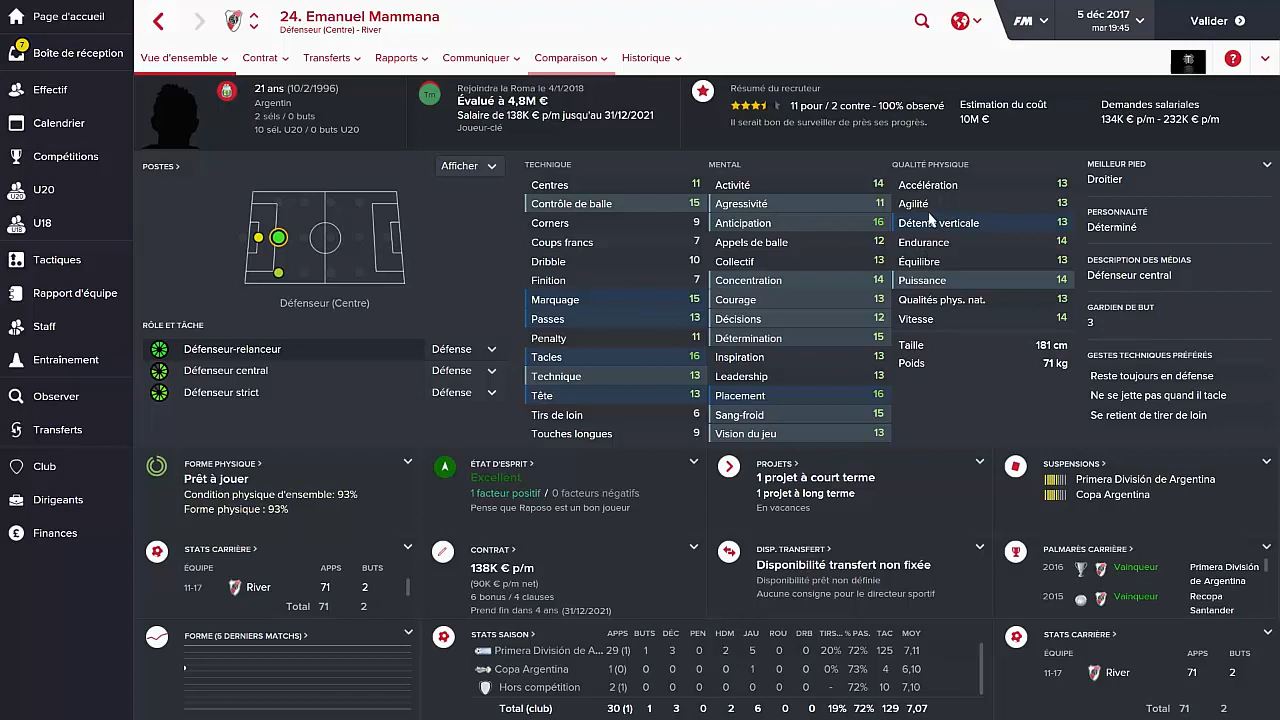 Page d'accueil
7
Boîte de réception
Effectif
Calendrier
Compétitions
U20
U20
U18
U18
Tactiques
Rapport d'équipe
Staff
Entraînement
Observer
Transferts
Club
Dirigeants
Finances
24. Emanuel Mammana
Défenseur (Centre) - River
FM
5 déc 2017
mar 19:45
Valider
Vue d'ensemble
Contrat
Transferts
Rapports
Communiquer
Comparaison
Historique
?
21 ans (10/2/1996)
Argentin
2 séls / 0 buts
10 sél. U20 / 0 buts U20
Trn
Rejoindra la Roma le 4/1/2018
Évalué à 4,8M €
Salaire de 138K € p/m jusqu'au 31/12/2021
Joueur-clé
Résumé du recruteur
11 pour / 2 contre - 100% observé
Il serait bon de surveiller de près ses progrès.
Estimation du coût
10M €
Demandes salariales
134K € p/m - 232K € p/m
POSTES >
Afficher
Défenseur (Centre)
RÔLE ET TÂCHE
Défenseur-relanceur Défense
Défenseur central Défense
Défenseur strict Défense
TECHNIQUE
Centres 11
Contrôle de balle 15
Corners 9
Coups francs 7
Dribble 10
Finition 7
Marquage 15
Passes 13
Penalty 11
Tacles 16
Technique 13
Tête 13
Tirs de loin 6
Touches longues 9
MENTAL
Activité 14
Agressivité 11
Anticipation 16
Appels de balle 12
Collectif 13
Concentration 14
Courage 13
Décisions 12
Détermination 15
Inspiration 13
Leadership 13
Placement 16
Sang-froid 15
Vision du jeu 13
QUALITÉ PHYSIQUE
Accélération 13
Agilité 13
Détente verticale 13
Endurance 14
Équilibre 13
Puissance 14
Qualités phys. nat. 13
Vitesse 14
Taille 181 cm
Poids 71 kg
MEILLEUR PIED
Droitier
PERSONNALITÉ
Déterminé
DESCRIPTION DES MÉDIAS
Défenseur central
GARDIEN DE BUT
3
GESTES TECHNIQUES PRÉFÉRÉS
Reste toujours en défense
Ne se jette pas quand il tacle
Se retient de tirer de loin
FORME PHYSIQUE >
Prêt à jouer
Condition physique d'ensemble: 93%
Forme physique : 93%
ÉTAT D'ESPRIT >
Excellent
1 facteur positif / 0 facteurs négatifs
Pense que Raposo est un bon joueur
PROJETS >
1 projet à court terme
1 projet à long terme
En vacances
SUSPENSIONS >
Primera División de Argentina
Copa Argentina
STATS CARRIÈRE >
ÉQUIPE APPS BUTS
11-17 River 71 2
Total 71 2
CONTRAT >
138K € p/m
(90K € p/m net)
6 bonus / 4 clauses
Prend fin dans 4 ans (31/12/2021)
DISP. TRANSFERT >
Disponibilité transfert non fixée
Disponibilité prêt non définie
Aucune consigne pour le directeur sportif
PALMARÈS CARRIÈRE >
2016 Vainqueur Primera División
de Argentina
2015 Vainqueur Recopa
Santander
FORME (5 DERNIERS MATCHS) >
STATS SAISON > APPS BUTS DÉC PEN HDM JAU ROU DRB TIRS... % PAS. TAC MOY
Primera División de A... 29 (1) 1 3 0 2 5 0 0 20% 72% 125 7,11
Copa Argentina 1 (0) 0 0 0 0 1 0 0 0% 73% 4 6,10
Hors compétition 2 (1) 0 0 0 0 0 0 0 - 72% 10 7,10
Total (club) 30 (1) 1 3 0 2 6 0 0 19% 72% 129 7,07
STATS CARRIÈRE >
ÉQUIPE APPS BUTS
11-17 River 71 2
Total 71 2